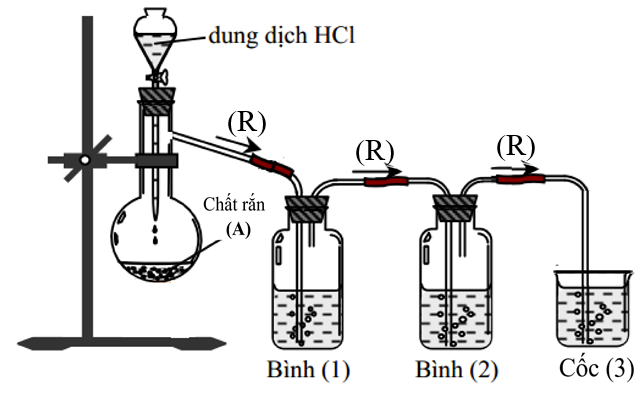 dung dịch HCl
(R)
(R)
(R)
Chất rắn
(A)
Bình (1)
Bình (2)
Cốc (3)